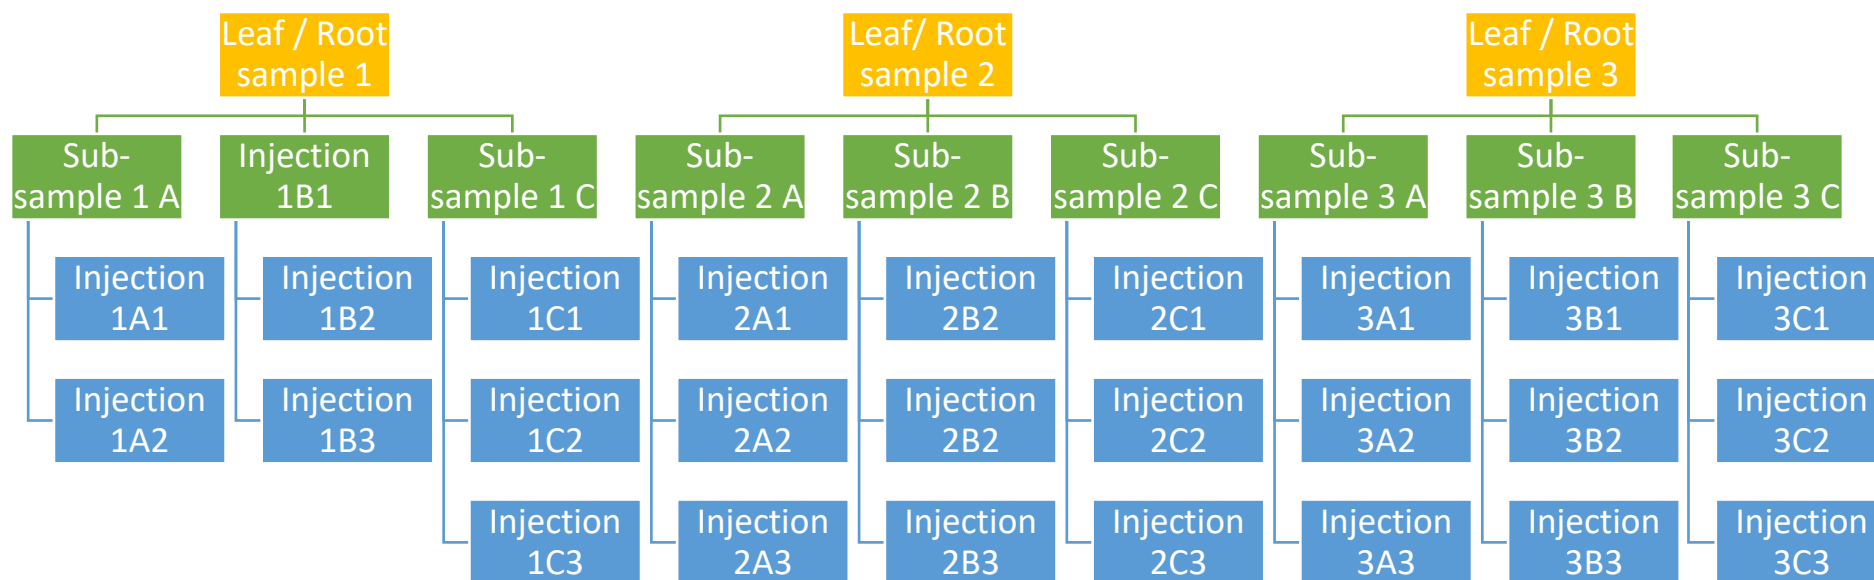 Leaf / Root
sample 1
Leaf/ Root
sample 2
Leaf / Root
sample 3
Sub-
sample 1 A
Injection
1B1
Sub-
sample 1 C
Sub-
sample 2 A
Sub-
sample 2 B
Sub-
sample 2 C
Sub-
sample 3 A
Sub-
sample 3 B
Sub-
sample 3 C
Injection
1A1
Injection
1B2
Injection
1C1
Injection
2A1
Injection
2B2
Injection
2C1
Injection
3A1
Injection
3B1
Injection
3C1
Injection
1A2
Injection
1B3
Injection
1C2
Injection
2A2
Injection
2B2
Injection
2C2
Injection
3A2
Injection
3B2
Injection
3C2
Injection
1C3
Injection
2A3
Injection
2B3
Injection
2C3
Injection
3A3
Injection
3B3
Injection
3C3